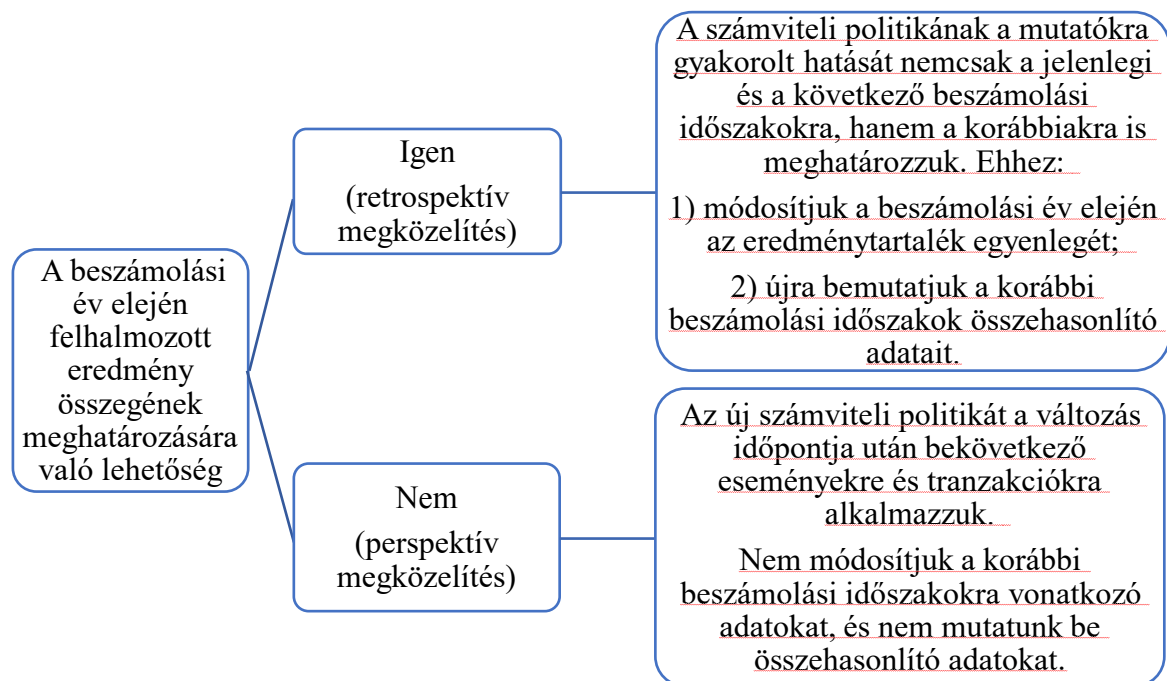 A beszámolási
év elején
felhalmozott
eredmény
összegének
meghatározására
való lehetőség
Igen
(retrospektív
megközelítés)
A számviteli politikának a mutatókra
gyakorolt hatását nemcsak a jelenlegi
és a következő beszámolási
időszakokra, hanem a korábbiakra is
meghatározzuk. Ehhez:
1) módosítjuk a beszámolási év elején
az eredménytartalék egyenlegét;
2) újra bemutatjuk a korábbi
beszámolási időszakok összehasonlító
adatait.
Nem
(perspektív
megközelítés)
Az új számviteli politikát a változás
időpontja után bekövetkező
eseményekre és tranzakciókra
alkalmazzuk.
Nem módosítjuk a korábbi
beszámolási időszakokra vonatkozó
adatokat, és nem mutatunk be
összehasonlító adatokat.